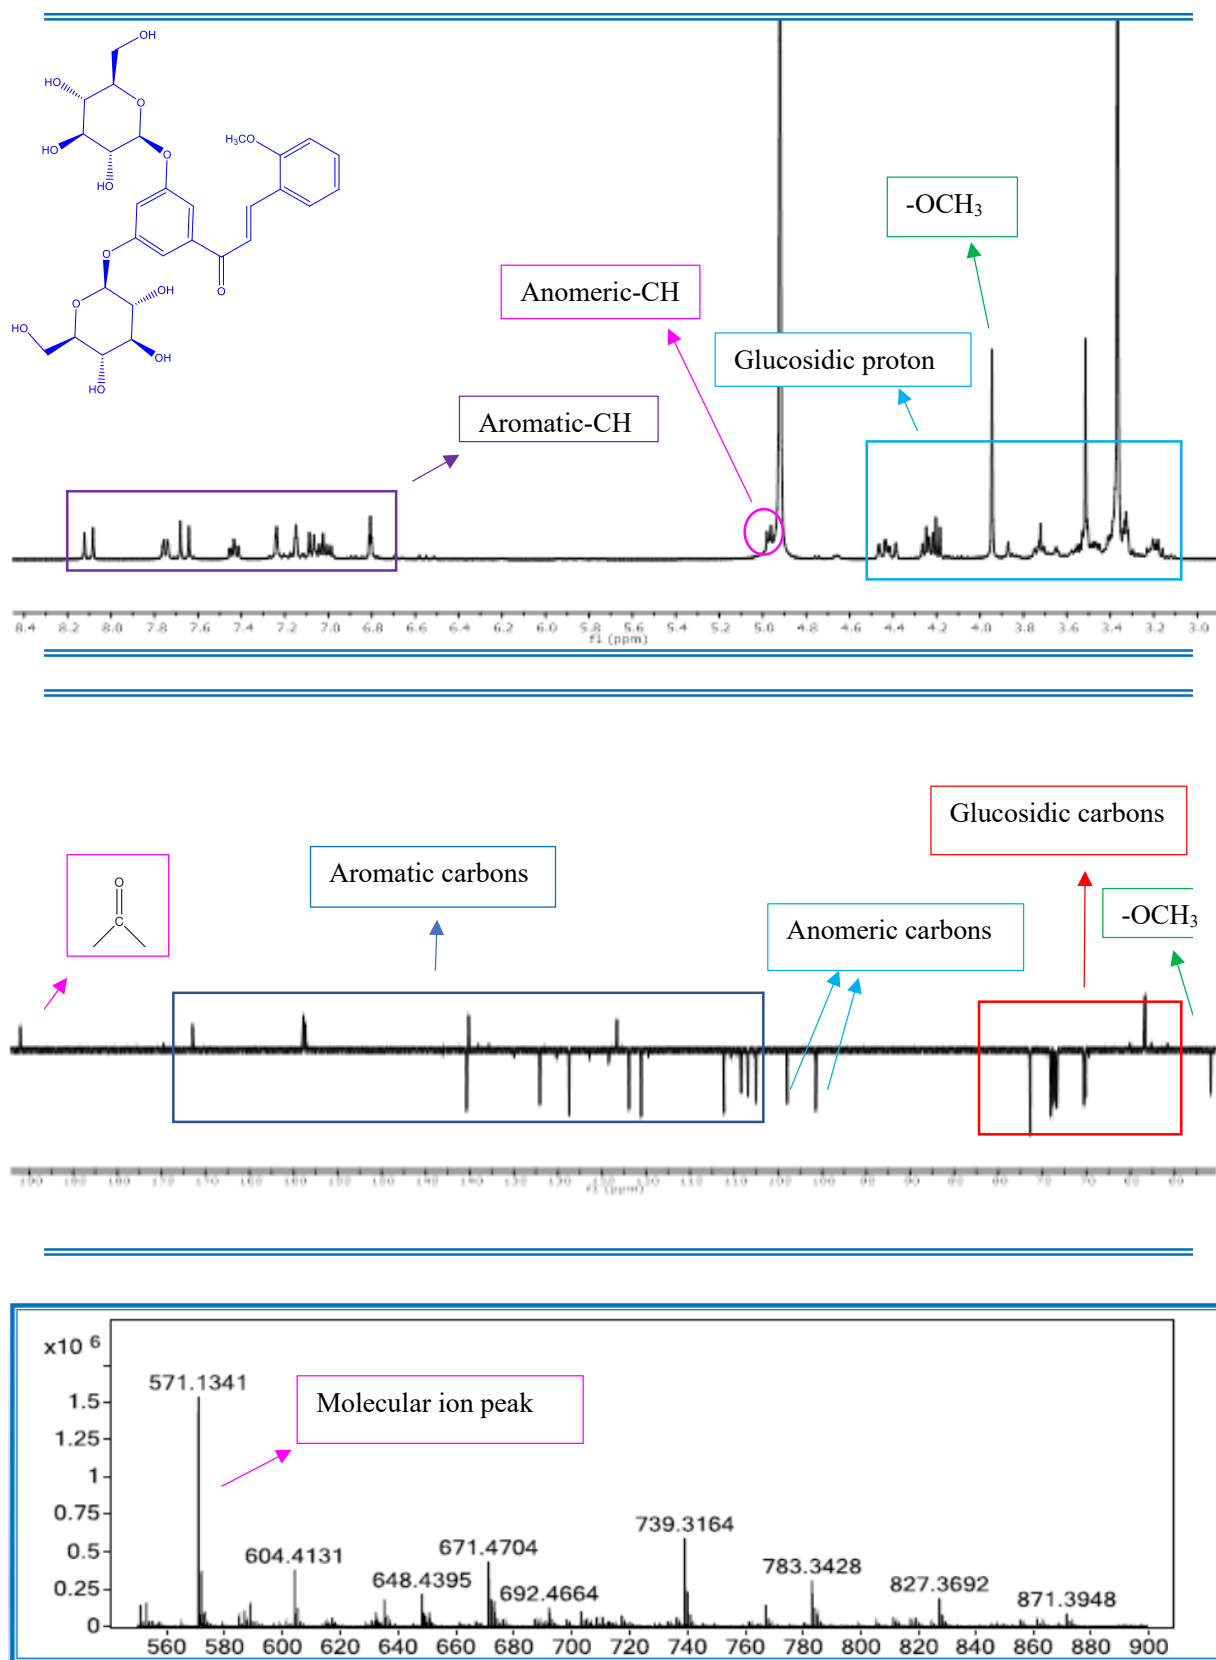 OH
HO
O
HO
O
OH
H₃CO
O
O
O
OH
HO
OH
HO
-OCH₃
Anomeric-CH
Glucosidic proton
Aromatic-CH
8.4 8.2 8.0 7.8 7.6 7.4 7.2 7.0 6.8 6.6 6.4 6.2 6.0 5.8 5.6 5.4 5.2 5.0 4.8 4.6 4.4 4.2 4.0 3.8 3.6 3.4 3.2 3.0
f1 (ppm)
Glucosidic carbons
Aromatic carbons
O
C
-OCH₃
Anomeric carbons
f1 (ppm)
x10 ⁶
571.1341
Molecular ion peak
1.5
1.25
1
0.75
739.3164
0.5
671.4704
604.4131
783.3428
648.4395
827.3692
692.4664
871.3948
0.25
0
560 580 600 620 640 660 680 700 720 740 760 780 800 820 840 860 880 900